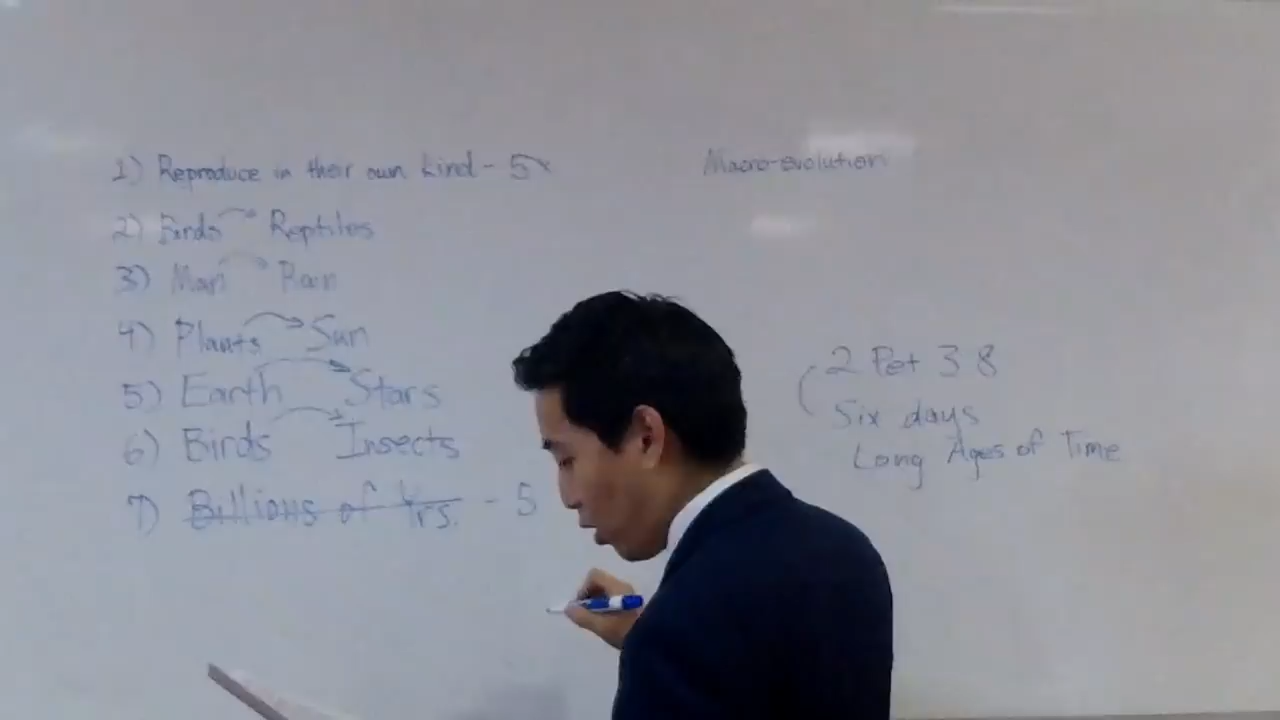 1) Reproduce in their own kind - 5x
Macro-evolution
2) Birds → Reptiles
3) Man → Rain
4) Plants → Sun
5) Earth → Stars
6) Birds → Insects
7) Billions of Yrs. - 5
2 Pet 3 8
Six days
Long Ages of Time